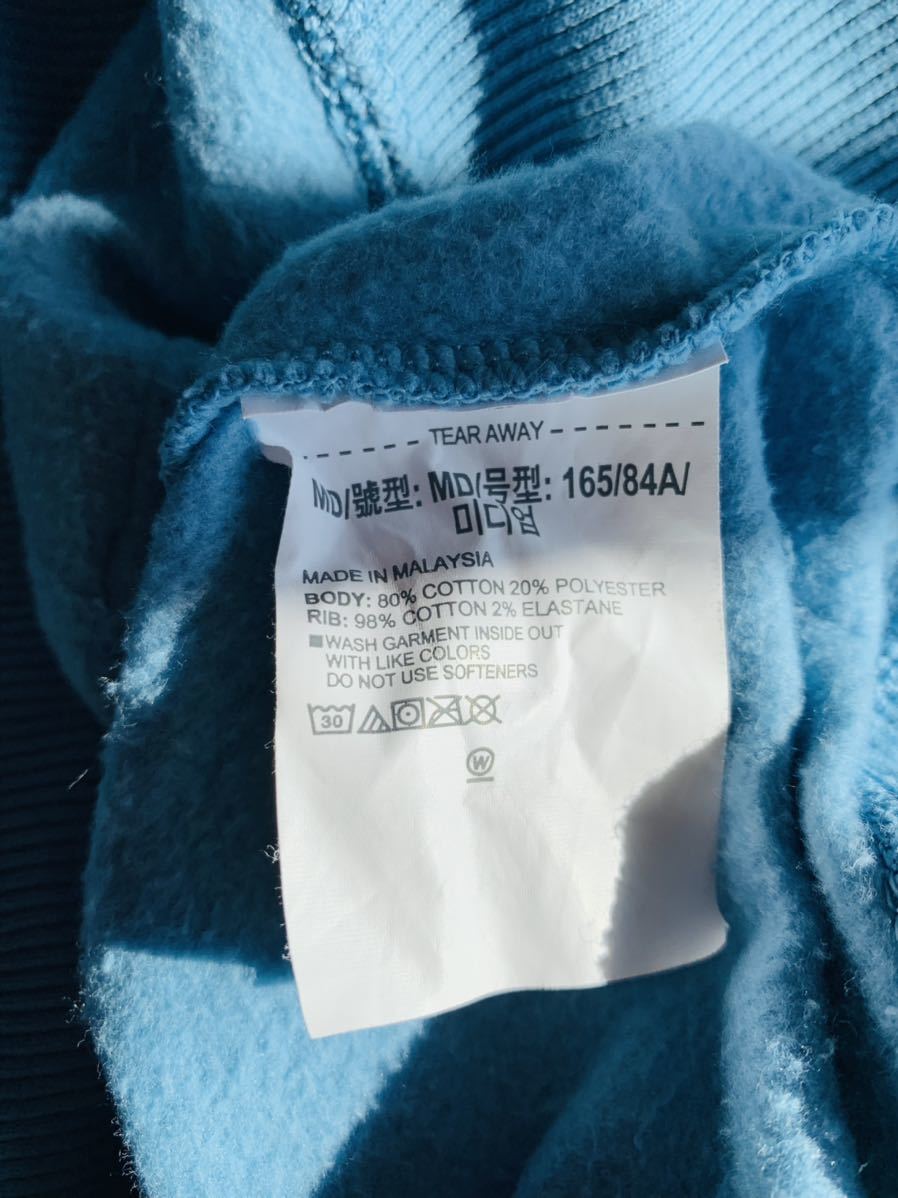 TEAR AWAY
MD/號型: MD/号型: 165/84A/
미디엄
MADE IN MALAYSIA
BODY: 80% COTTON 20% POLYESTER
RIB: 98% COTTON 2% ELASTANE
WASH GARMENT INSIDE OUT
WITH LIKE COLORS
DO NOT USE SOFTENERS
30
W